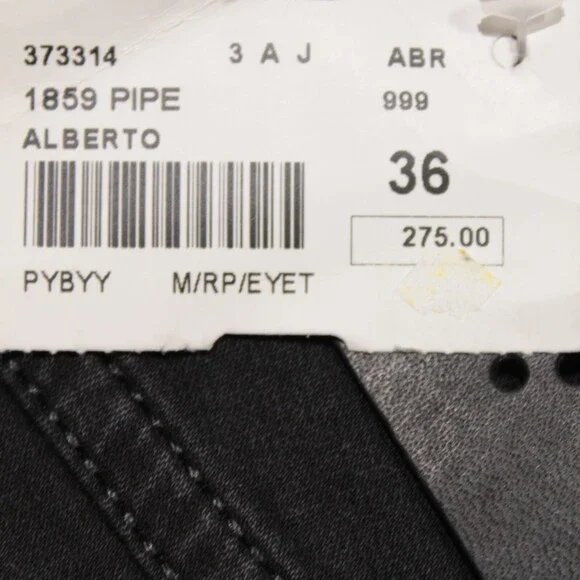 373314 3 A J ABR
1859 PIPE 999
ALBERTO
36
275.00
PYBYY M/RP/EYET